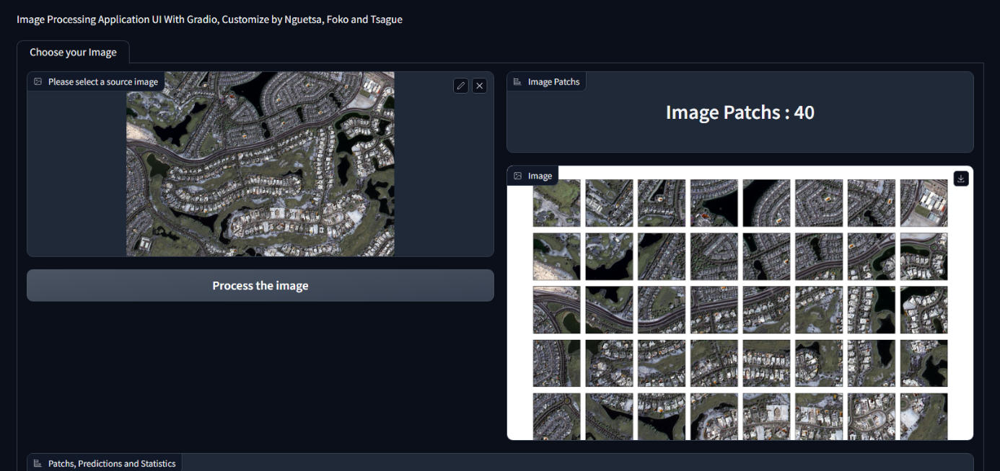 Image Processing Application UI With Gradio, Customize by Nguetsa, Foko and Tsague
Choose your Image
Please select a source image
Process the image
Image Patchs
Image Patchs : 40
Image
Patchs, Predictions and Statistics